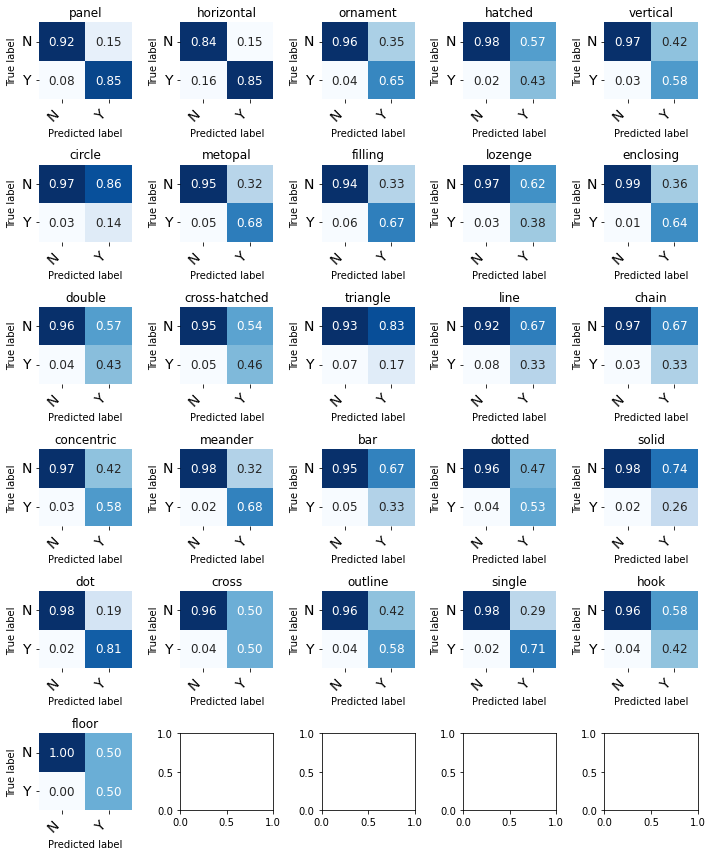 panel horizontal ornament hatched vertical
True label N 0.92 0.15 True label N 0.84 0.15 True label N 0.96 0.35 True label N 0.98 0.57 True label N 0.97 0.42
Y 0.08 0.85 Y 0.16 0.85 Y 0.04 0.65 Y 0.02 0.43 Y 0.03 0.58
N Y N Y N Y N Y N Y
Predicted label Predicted label Predicted label Predicted label Predicted label
circle metopal filling lozenge enclosing
True label N 0.97 0.86 True label N 0.95 0.32 True label N 0.94 0.33 True label N 0.97 0.62 True label N 0.99 0.36
Y 0.03 0.14 Y 0.05 0.68 Y 0.06 0.67 Y 0.03 0.38 Y 0.01 0.64
N Y N Y N Y N Y N Y
Predicted label Predicted label Predicted label Predicted label Predicted label
double cross-hatched triangle line chain
True label N 0.96 0.57 True label N 0.95 0.54 True label N 0.93 0.83 True label N 0.92 0.67 True label N 0.97 0.67
Y 0.04 0.43 Y 0.05 0.46 Y 0.07 0.17 Y 0.08 0.33 Y 0.03 0.33
N Y N Y N Y N Y N Y
Predicted label Predicted label Predicted label Predicted label Predicted label
concentric meander bar dotted solid
True label N 0.97 0.42 True label N 0.98 0.32 True label N 0.95 0.67 True label N 0.96 0.47 True label N 0.98 0.74
Y 0.03 0.58 Y 0.02 0.68 Y 0.05 0.33 Y 0.04 0.53 Y 0.02 0.26
N Y N Y N Y N Y N Y
Predicted label Predicted label Predicted label Predicted label Predicted label
dot cross outline single hook
True label N 0.98 0.19 True label N 0.96 0.50 True label N 0.96 0.42 True label N 0.98 0.29 True label N 0.96 0.58
Y 0.02 0.81 Y 0.04 0.50 Y 0.04 0.58 Y 0.02 0.71 Y 0.04 0.42
N Y N Y N Y N Y N Y
Predicted label Predicted label Predicted label Predicted label Predicted label
floor
True label N 1.00 0.50 1.0 1.0 1.0 1.0
0.5 0.5 0.5 0.5
Y 0.00 0.50 0.0 0.0 0.0 0.0
N Y 0.0 0.5 1.0 0.0 0.5 1.0 0.0 0.5 1.0 0.0 0.5 1.0
Predicted label